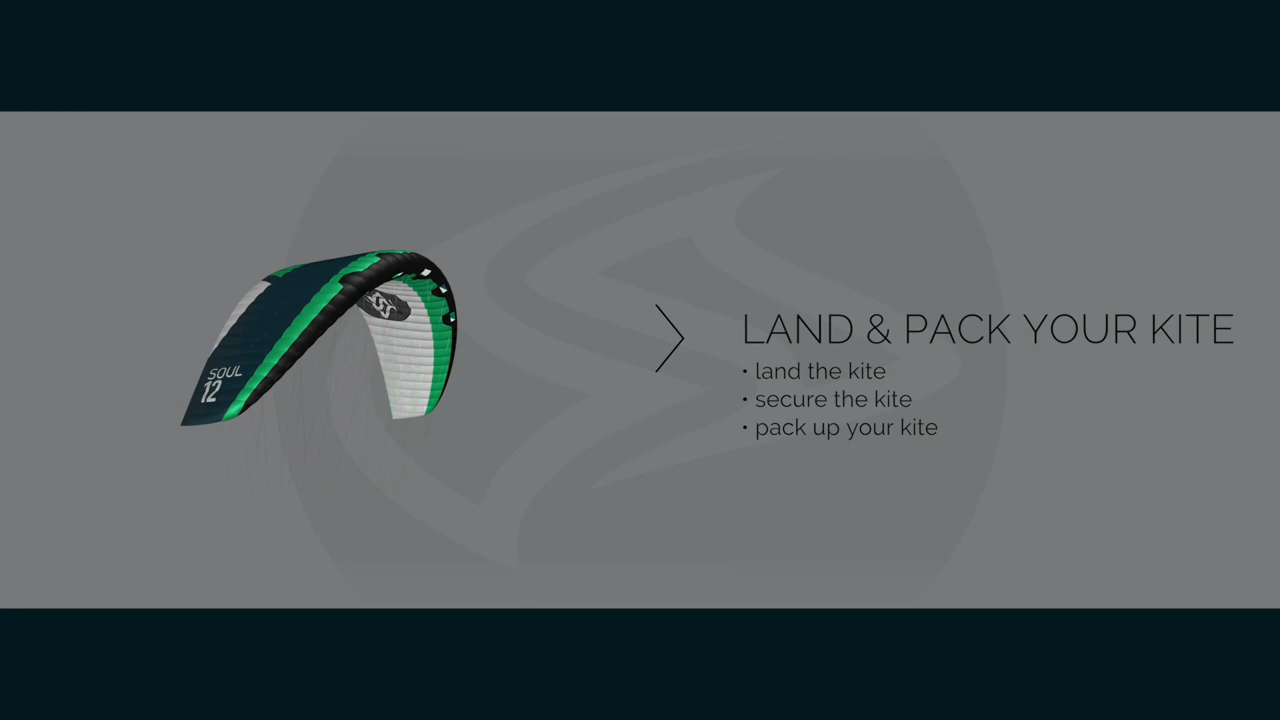 SOUL
12
LAND & PACK YOUR KITE
• land the kite
• secure the kite
• pack up your kite